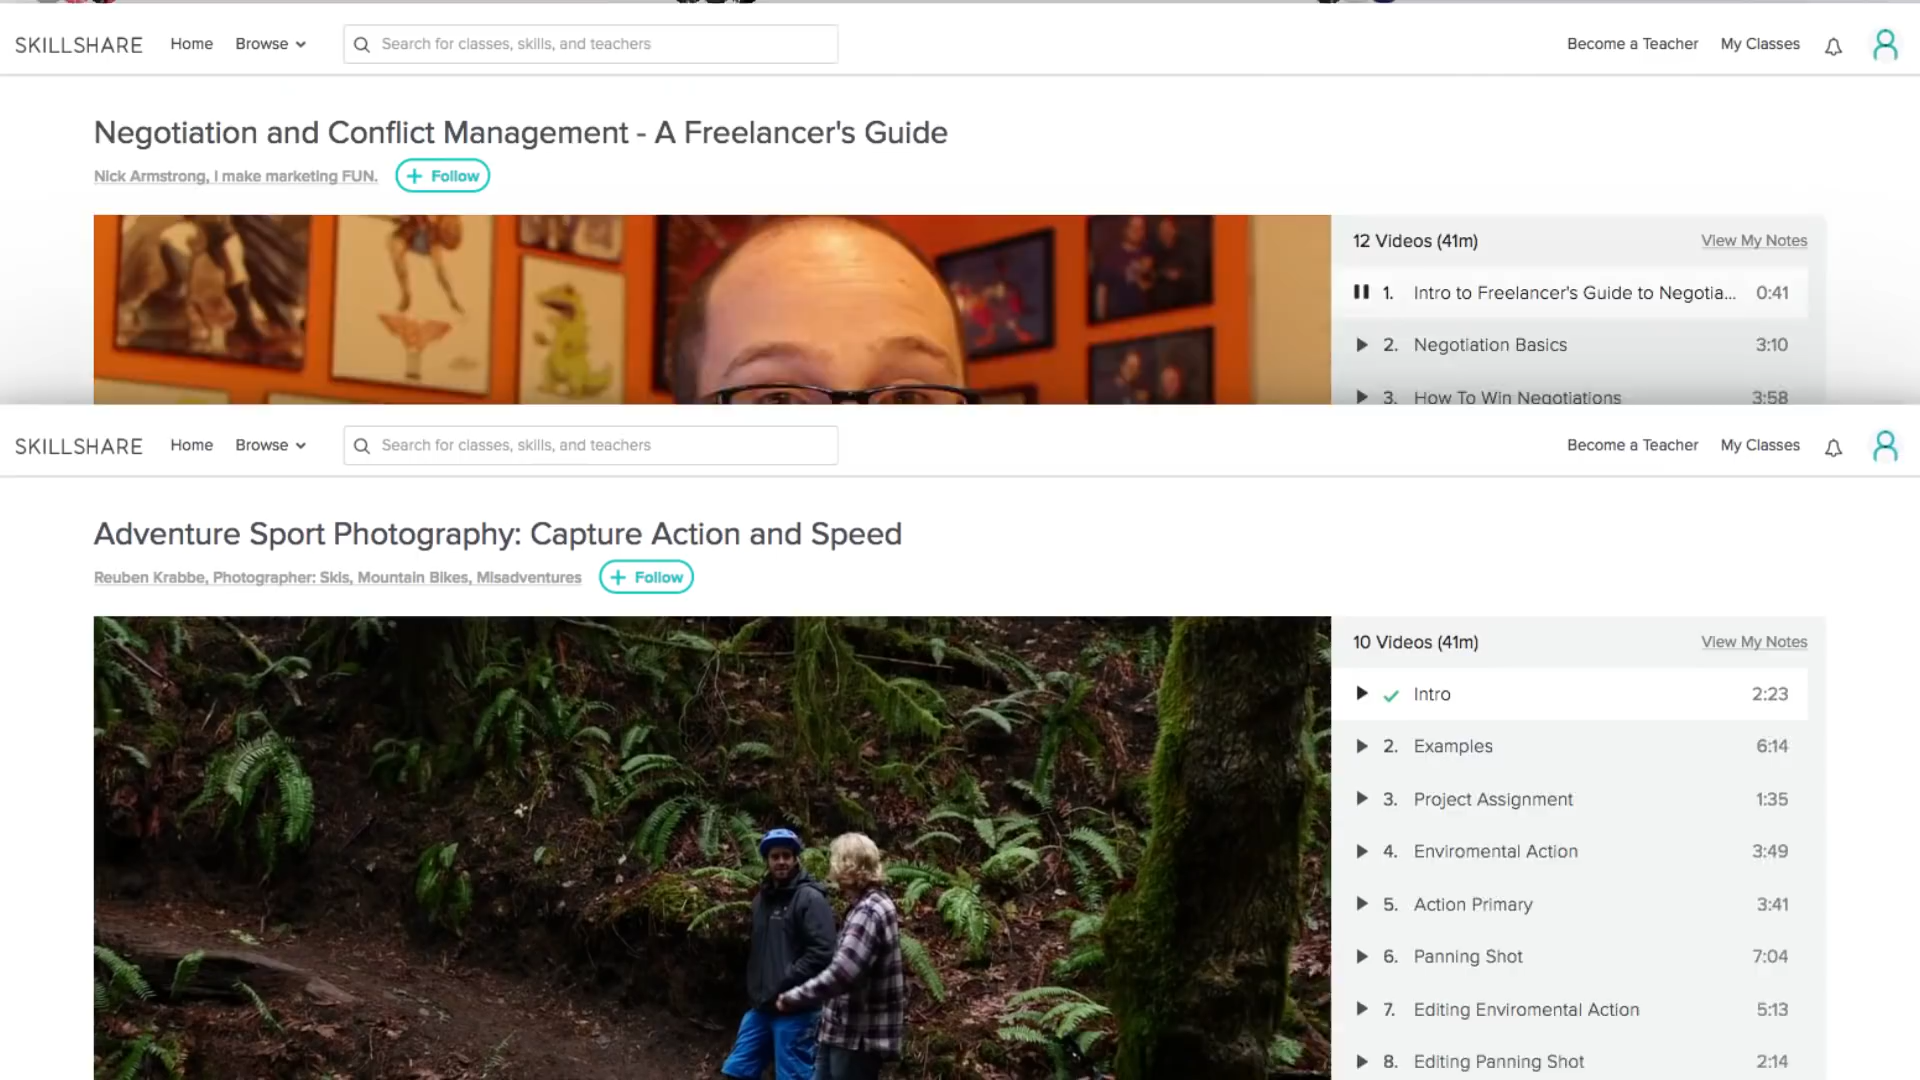 SKILLSHARE Home Browse Search for classes, skills, and teachers Become a Teacher My Classes
Negotiation and Conflict Management - A Freelancer's Guide
Nick Armstrong, I make marketing FUN. + Follow
12 Videos (41m) View My Notes
1. Intro to Freelancer's Guide to Negotia... 0:41
2. Negotiation Basics 3:10
3. How To Win Negotiations 3:58
SKILLSHARE Home Browse Search for classes, skills, and teachers Become a Teacher My Classes
Adventure Sport Photography: Capture Action and Speed
Reuben Krabbe, Photographer: Skis, Mountain Bikes, Misadventures + Follow
10 Videos (41m) View My Notes
Intro 2:23
2. Examples 6:14
3. Project Assignment 1:35
4. Enviromental Action 3:49
5. Action Primary 3:41
6. Panning Shot 7:04
7. Editing Enviromental Action 5:13
8. Editing Panning Shot 2:14